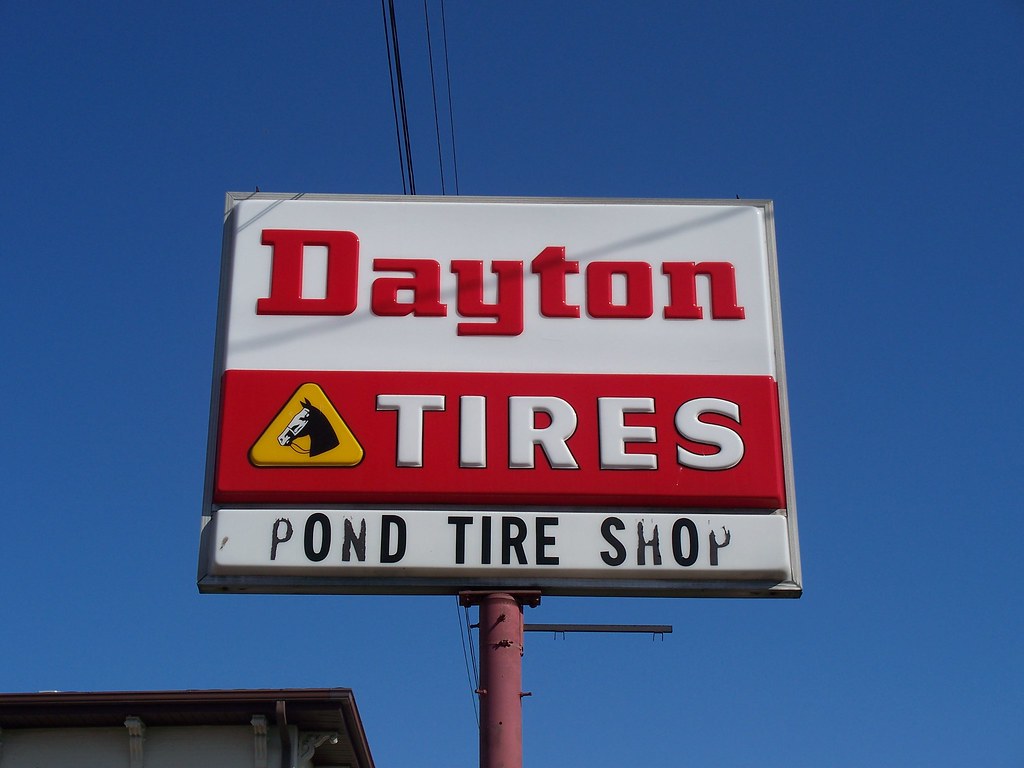 Dayton
TIRES
POND TIRE SHOP